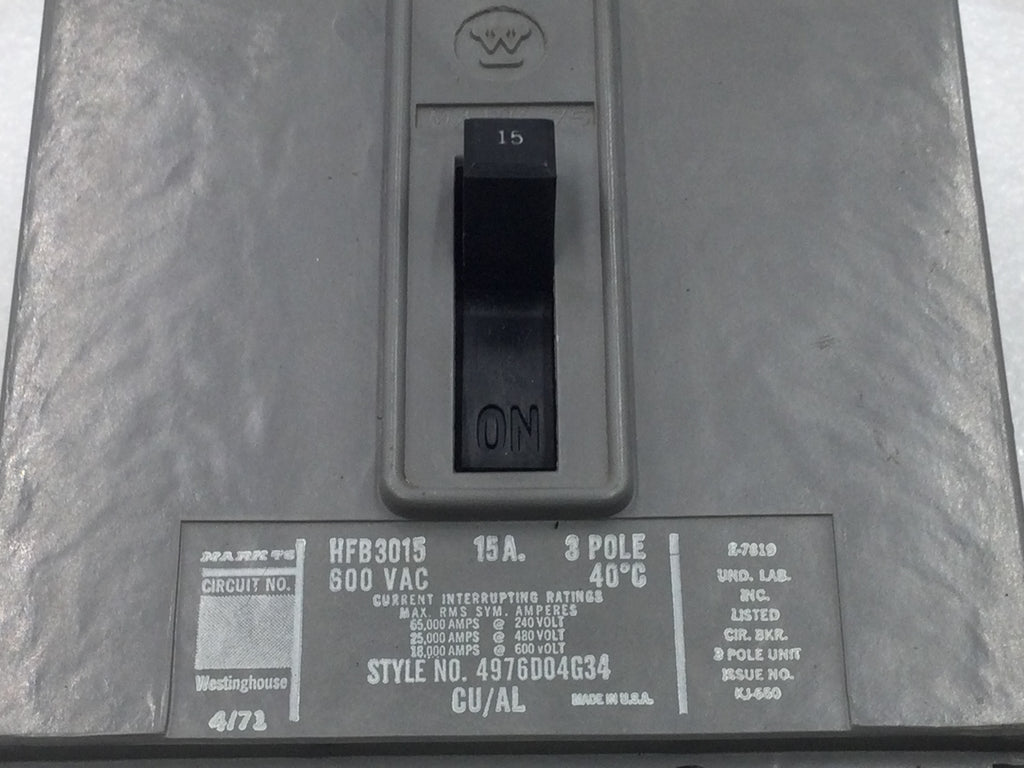 W
15
ON
MARK 75
CIRCUIT NO.
Westinghouse
4/71
HFB3015 15A. 3 POLE
600 VAC 40°C
CURRENT INTERRUPTING RATINGS
MAX. RMS SYM. AMPERES
65,000 AMPS @ 240 VOLT
25,000 AMPS @ 480 VOLT
18,000 AMPS @ 600 VOLT
STYLE NO. 4976D04G34
CU/AL MADE IN U.S.A.
E-7819
UND. LAB.
INC.
LISTED
CIR. BKR.
3 POLE UNIT
ISSUE NO.